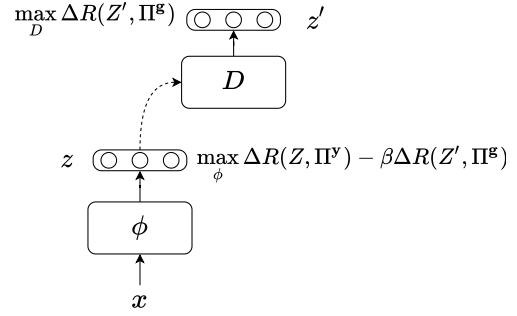 max_D ΔR(Z′, Π^g) z′
D
z max_ϕ ΔR(Z, Π^y) − βΔR(Z′, Π^g)
ϕ
x